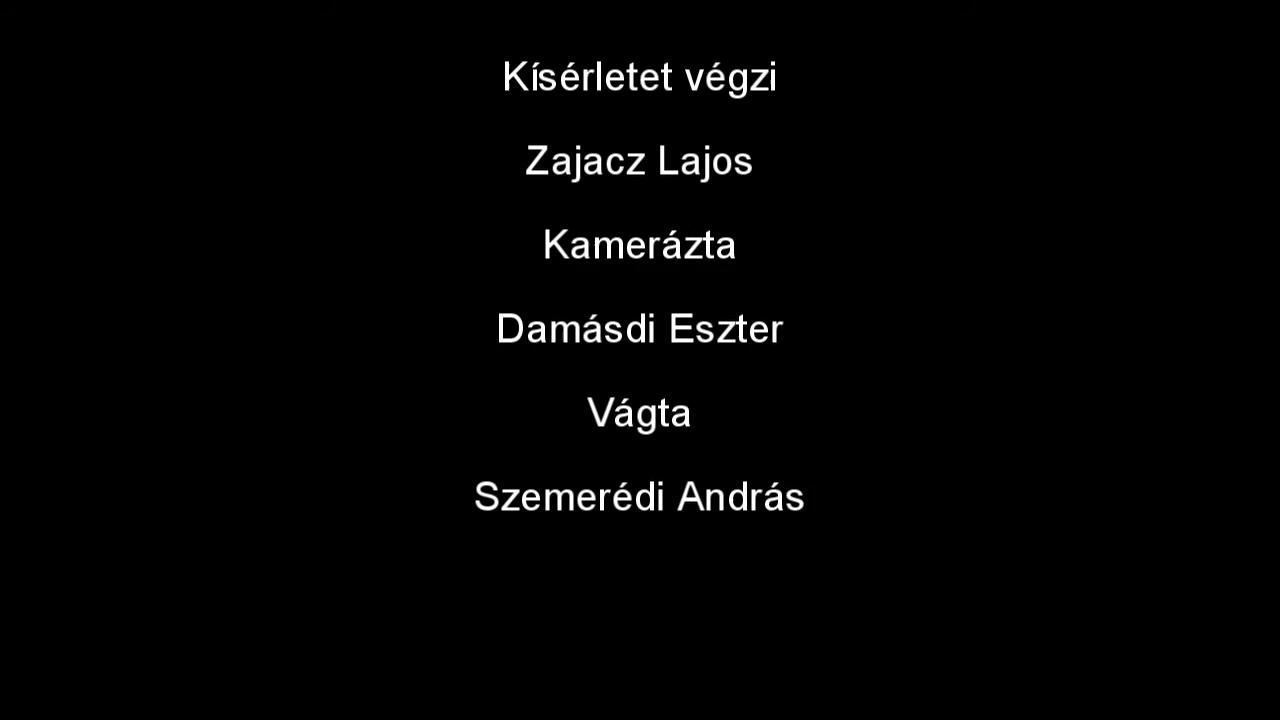 Kísérletet végzi
Zajacz Lajos
Kamerázta
Damásdi Eszter
Vágta
Szemerédi András